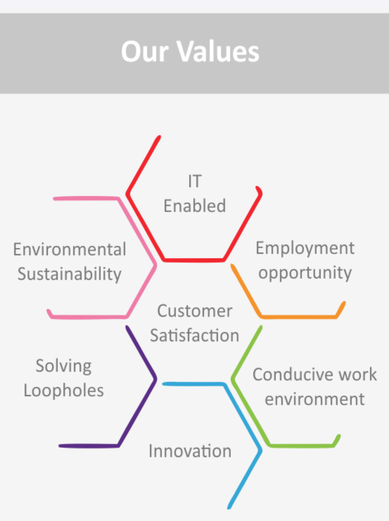 Our Values
IT
Enabled
Environmental
Sustainability
Employment
opportunity
Customer
Satisfaction
Solving
Loopholes
Conducive work
environment
Innovation